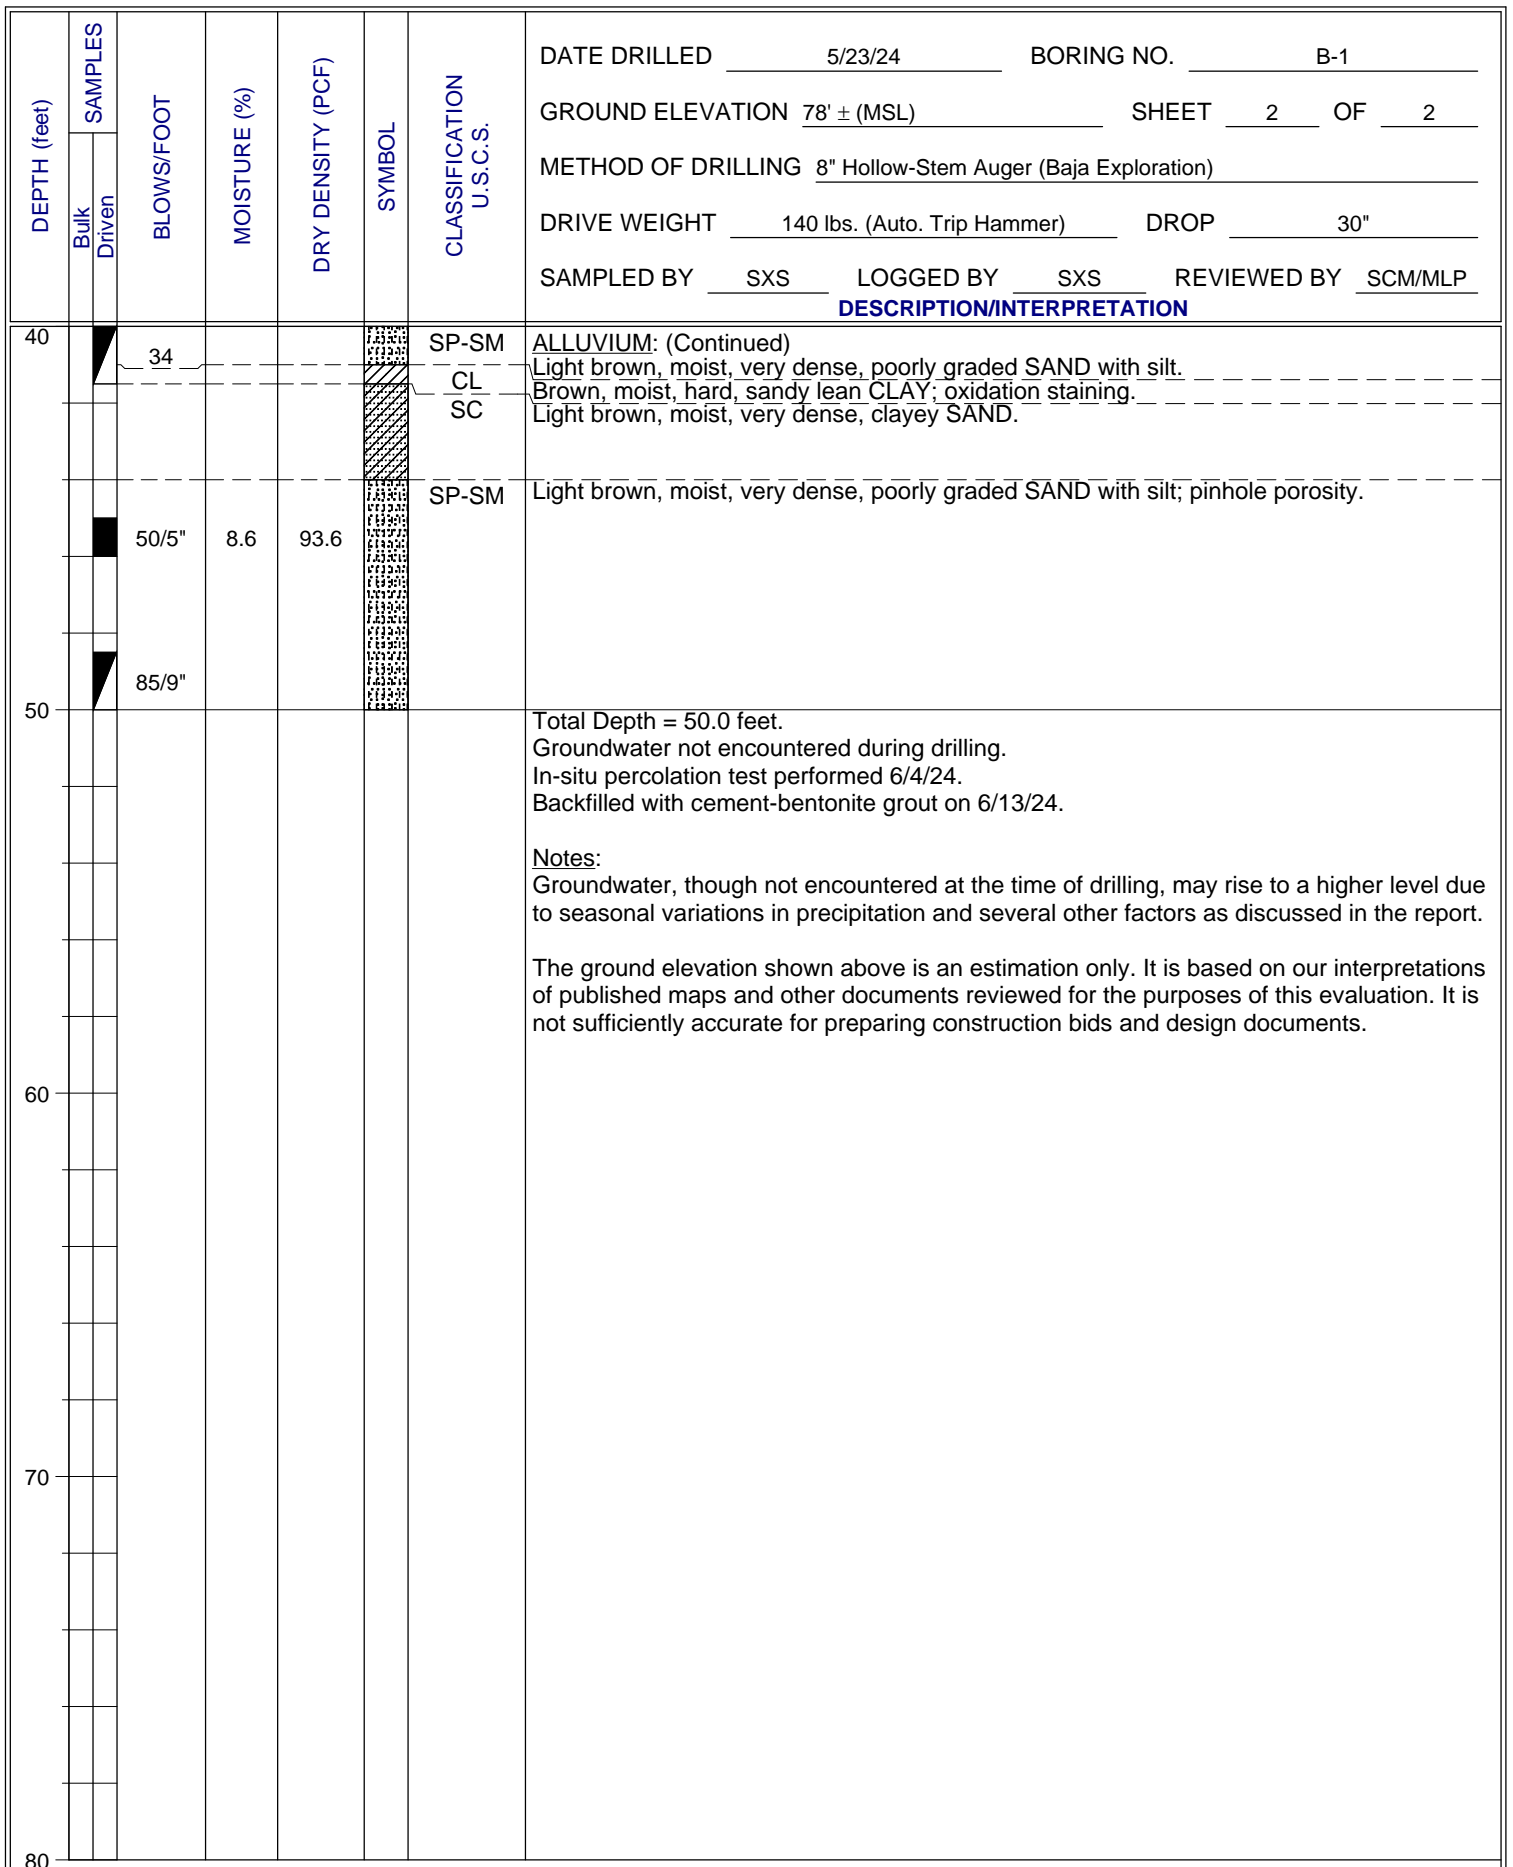 DEPTH (feet)
SAMPLES
Bulk
Driven
BLOWS/FOOT
MOISTURE (%)
DRY DENSITY (PCF)
SYMBOL
CLASSIFICATION
U.S.C.S.
DATE DRILLED 5/23/24 BORING NO. B-1
GROUND ELEVATION 78' ± (MSL) SHEET 2 OF 2
METHOD OF DRILLING 8" Hollow-Stem Auger (Baja Exploration)
DRIVE WEIGHT 140 lbs. (Auto. Trip Hammer) DROP 30"
SAMPLED BY SXS LOGGED BY SXS REVIEWED BY SCM/MLP
DESCRIPTION/INTERPRETATION
40 SP-SM ALLUVIUM: (Continued)
34 Light brown, moist, very dense, poorly graded SAND with silt.
CL Brown, moist, hard, sandy lean CLAY; oxidation staining.
SC Light brown, moist, very dense, clayey SAND.
SP-SM Light brown, moist, very dense, poorly graded SAND with silt; pinhole porosity.
50/5" 8.6 93.6
85/9"
50
Total Depth = 50.0 feet.
Groundwater not encountered during drilling.
In-situ percolation test performed 6/4/24.
Backfilled with cement-bentonite grout on 6/13/24.
Notes:
Groundwater, though not encountered at the time of drilling, may rise to a higher level due
to seasonal variations in precipitation and several other factors as discussed in the report.
The ground elevation shown above is an estimation only. It is based on our interpretations
of published maps and other documents reviewed for the purposes of this evaluation. It is
not sufficiently accurate for preparing construction bids and design documents.
60
70
80